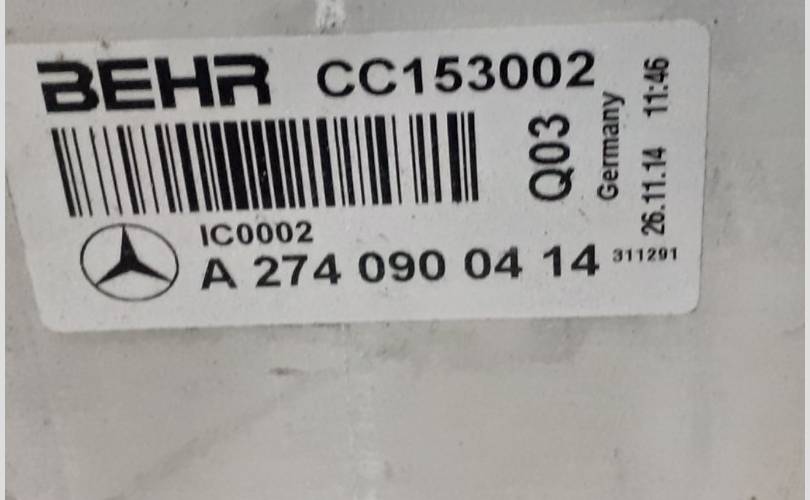 BEHR CC153002
Q03
Germany
26.11.14 11:46
IC0002
A 274 090 04 14 311291